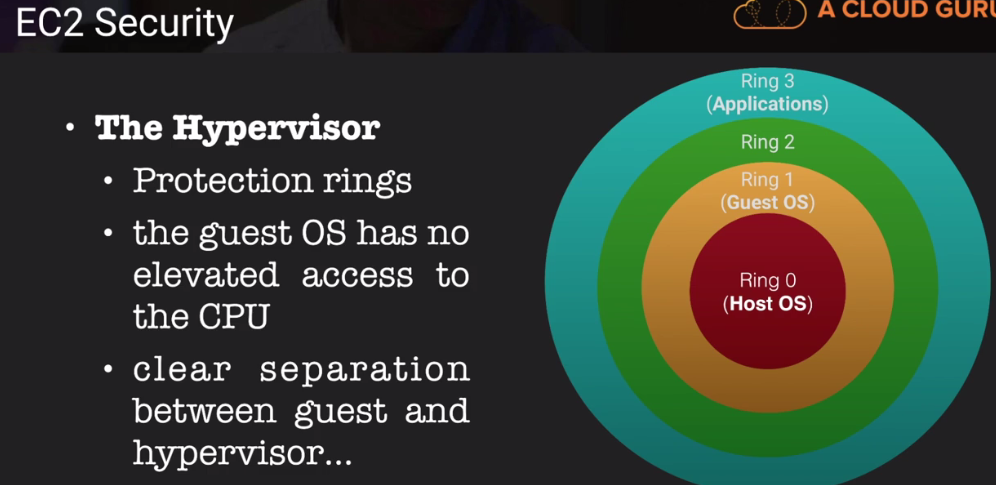 EC2 Security
A CLOUD GURU
• The Hypervisor
• Protection rings
• the guest OS has no
elevated access to
the CPU
• clear separation
between guest and
hypervisor...
Ring 3
(Applications)
Ring 2
Ring 1
(Guest OS)
Ring 0
(Host OS)